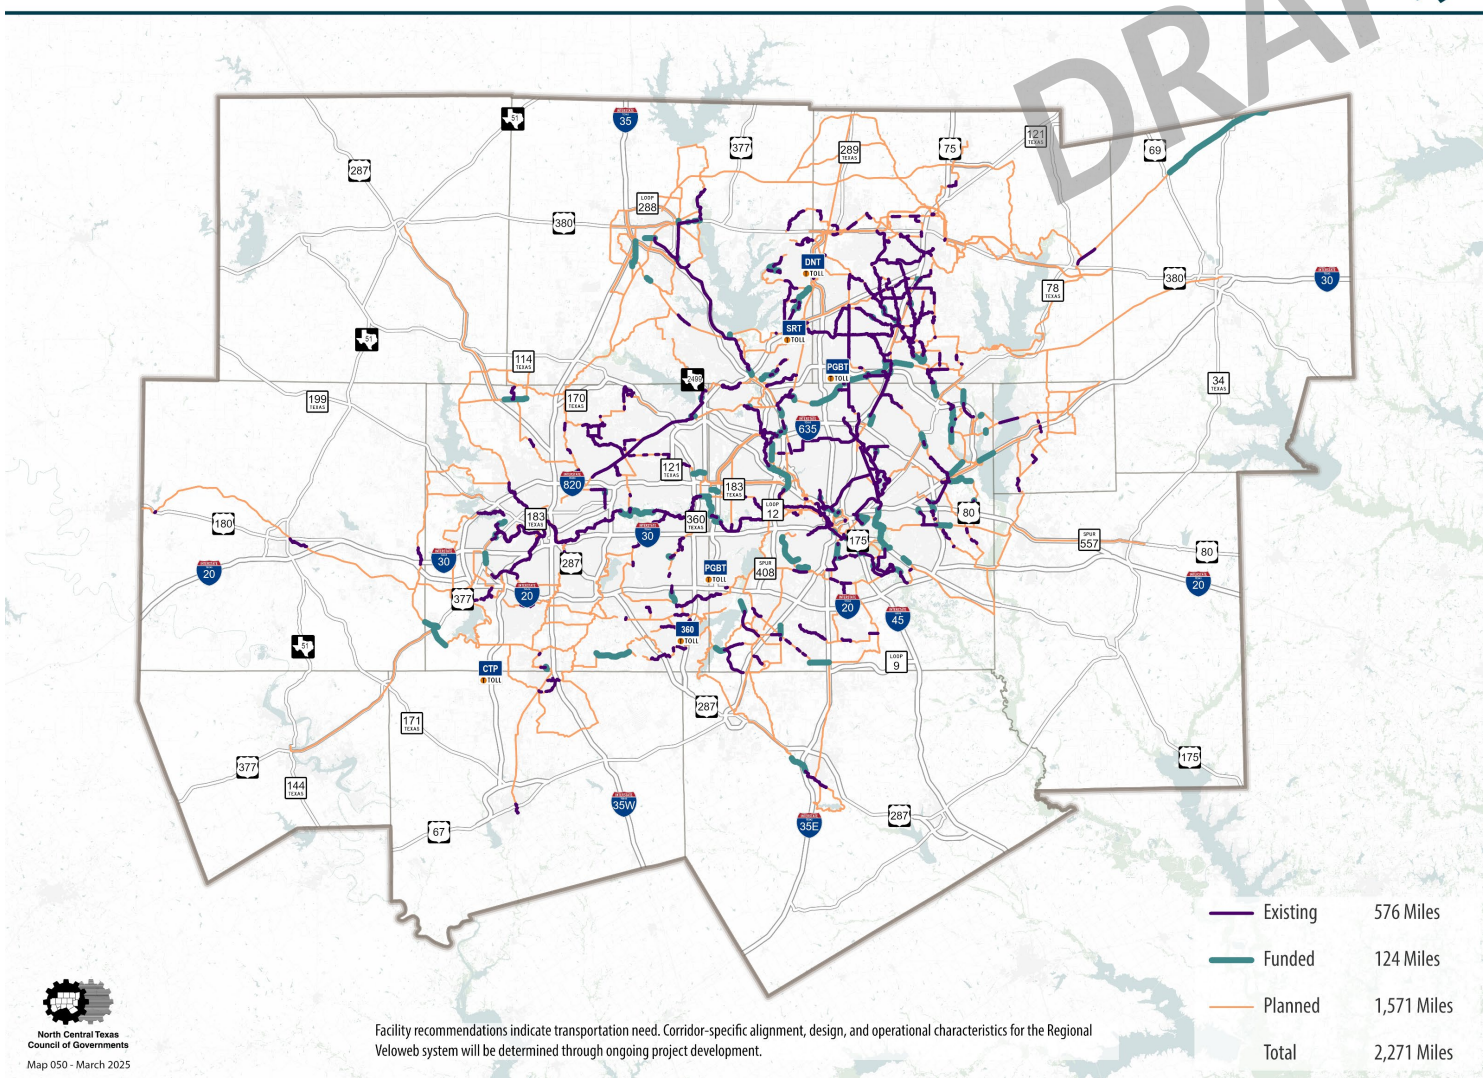 DRAF
51
INTERSTATE
35
377
289
TEXAS
75
121
TEXAS
69
287
LOOP
288
380
DNT
TOLL
78
TEXAS
380
30
51
SRT
TOLL
114
TEXAS
2499
PGBT
TOLL
34
TEXAS
199
TEXAS
170
TEXAS
635
121
TEXAS
820
183
TEXAS
180
183
TEXAS
360
TEXAS
LOOP
12
80
30
175
SPUR
557
80
30
287
20
PGBT
TOLL
SPUR
408
20
377
20
20
45
51
360
TOLL
CTP
TOLL
LOOP
9
171
TEXAS
287
377
144
TEXAS
175
67
35W
35E
287
Existing 576 Miles
Funded 124 Miles
Planned 1,571 Miles
Total 2,271 Miles
North Central Texas
Council of Governments
Map 050 - March 2025
Facility recommendations indicate transportation need. Corridor-specific alignment, design, and operational characteristics for the Regional
Veloweb system will be determined through ongoing project development.